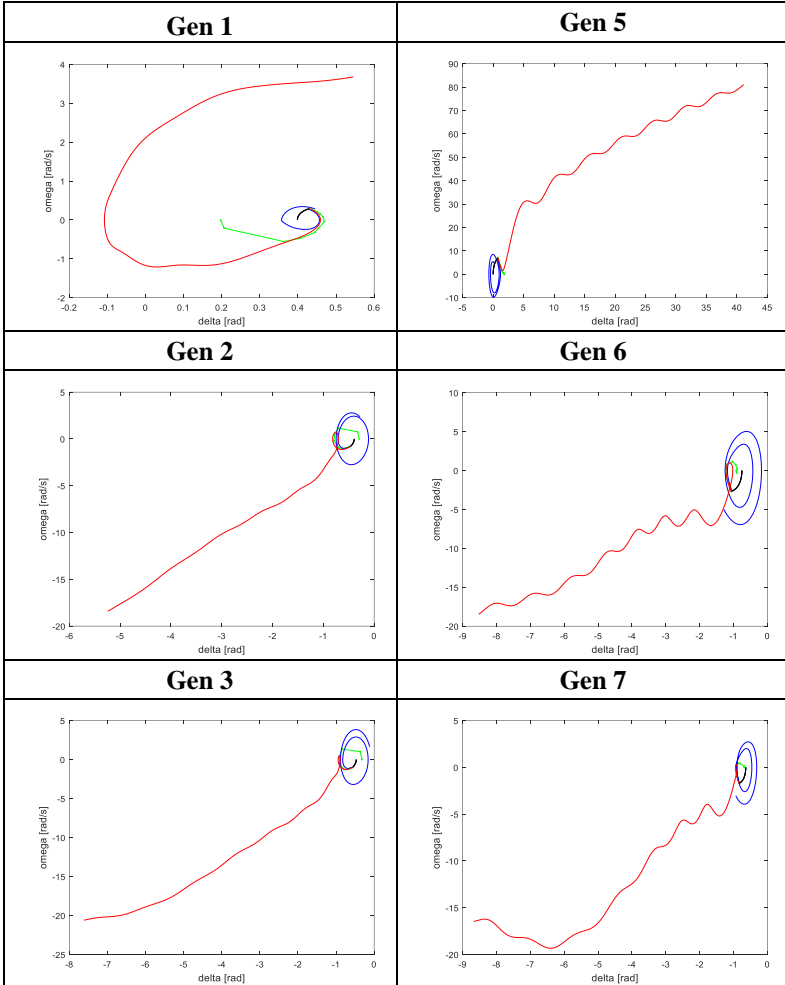 Gen 1
Gen 5
4
3
2
1
0
-1
-2
omega [rad/s]
-0.2 -0.1 0 0.1 0.2 0.3 0.4 0.5 0.6
delta [rad]
90
80
70
60
50
40
30
20
10
0
-10
omega [rad/s]
-5 0 5 10 15 20 25 30 35 40 45
delta [rad]
Gen 2
Gen 6
5
0
-5
-10
-15
-20
omega [rad/s]
-6 -5 -4 -3 -2 -1 0
delta [rad]
10
5
0
-5
-10
-15
-20
omega [rad/s]
-9 -8 -7 -6 -5 -4 -3 -2 -1 0
delta [rad]
Gen 3
Gen 7
5
0
-5
-10
-15
-20
-25
omega [rad/s]
-8 -7 -6 -5 -4 -3 -2 -1 0
delta [rad]
5
0
-5
-10
-15
-20
omega [rad/s]
-9 -8 -7 -6 -5 -4 -3 -2 -1 0
delta [rad]